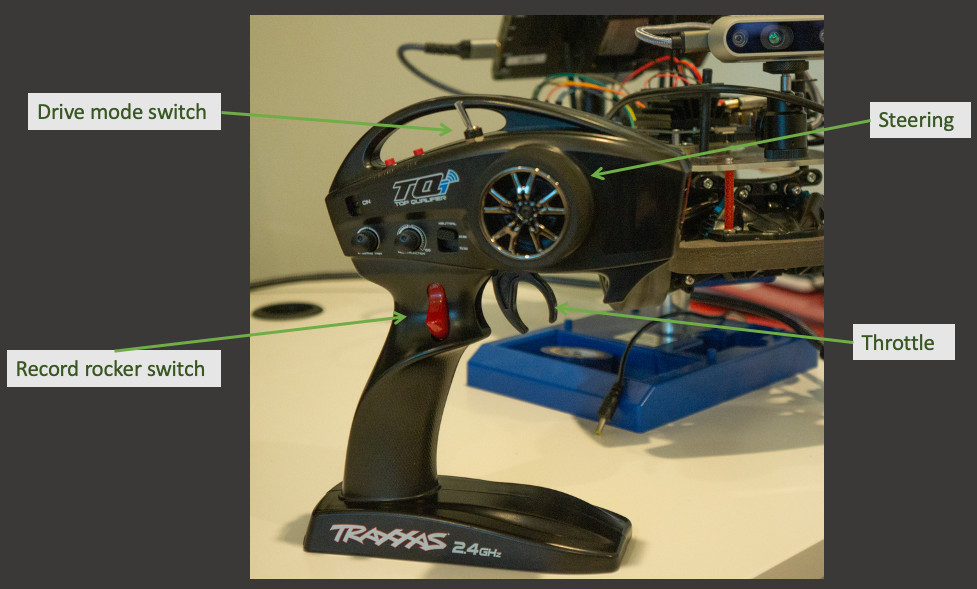 Drive mode switch
Steering
ON
TQi
TOP QUALIFIER
NEUTRAL
Throttle
Record rocker switch
TRAXXAS 2.4GHz